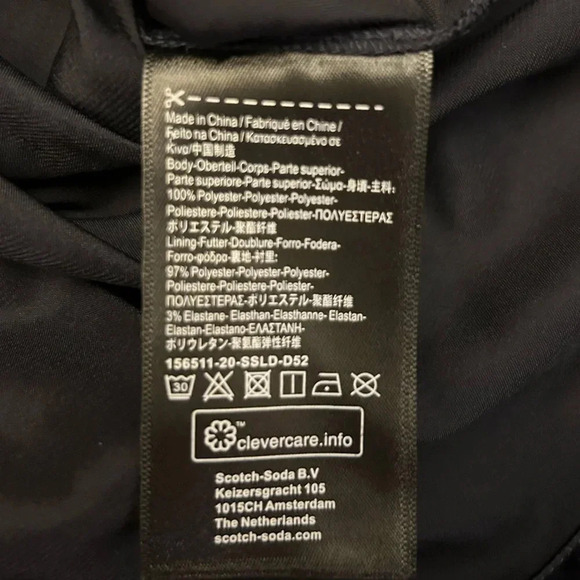 Made in China / Fabriqué en Chine /
Feito na China / Κατασκευασμένο σε
Κίνα/中国制造
Body-Oberteil-Corps-Parte superior-
Parte superiore-Parte superior-Σώμα-身頃-主料:
100% Polyester-Polyester-Polyester-
Poliestere-Poliestere-Poliester-ΠΟΛΥΕΣΤΕΡΑΣ
ポリエステル-聚酯纤维
Lining-Futter-Doublure-Forro-Fodera-
Forro-φόδρα-裏地-衬里:
97% Polyester-Polyester-Polyester-
Poliestere-Poliestere-Poliester-
ΠΟΛΥΕΣΤΕΡΑΣ-ポリエステル-聚酯纤维
3% Elastane- Elasthan-Elasthanne- Elastan-
Elastan-Elastano-ΕΛΑΣΤΑΝΗ-
ポリウレタン-聚氨酯弹性纤维
156511-20-SSLD-D52
30
™ clevercare.info
Scotch-Soda B.V
Keizersgracht 105
1015CH Amsterdam
The Netherlands
scotch-soda.com